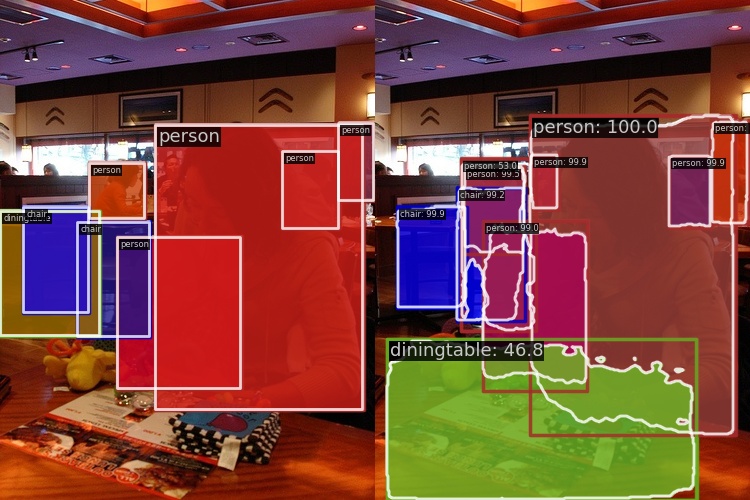 person
person
person
person
diningtable
chair
chair
person
person: 100.0
person:
person: 53.0
person: 99.5
person: 99.9
person: 99.9
chair: 99.2
chair: 99.9
person: 99.0
diningtable: 46.8